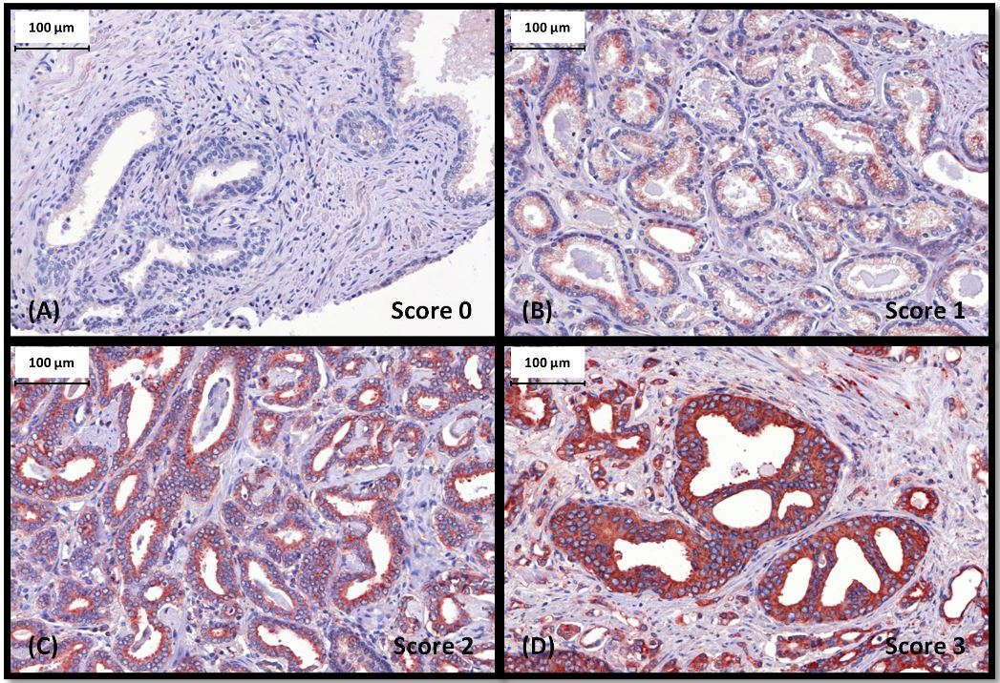 100 µm
(A)
Score 0
100 µm
(B)
Score 1
100 µm
(C)
Score 2
100 µm
(D)
Score 3